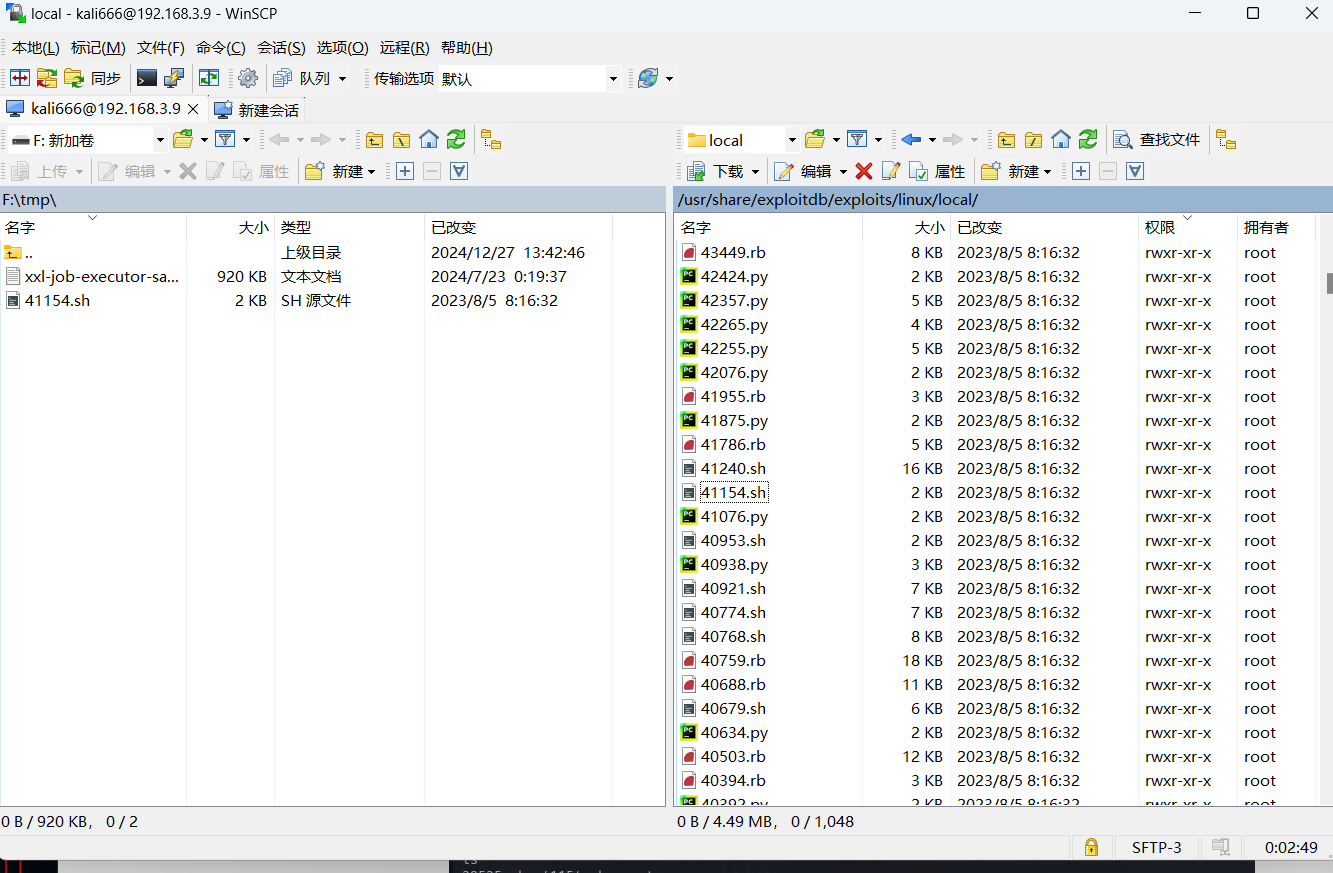 local - kali666@192.168.3.9 - WinSCP
本地(L) 标记(M) 文件(F) 命令(C) 会话(S) 选项(O) 远程(R) 帮助(H)
同步 队列 传输选项 默认
kali666@192.168.3.9 新建会话
F: 新加卷 local 查找文件
上传 编辑 属性 新建 下载 编辑 属性 新建
F:\tmp\
名字 大小 类型 已改变
.. 上级目录 2024/12/27 13:42:46
xxl-job-executor-sa... 920 KB 文本文档 2024/7/23 0:19:37
41154.sh 2 KB SH 源文件 2023/8/5 8:16:32
0 B / 920 KB, 0 / 2
/usr/share/exploitdb/exploits/linux/local/
名字 大小 已改变 权限 拥有者
43449.rb 8 KB 2023/8/5 8:16:32 rwxr-xr-x root
42424.py 2 KB 2023/8/5 8:16:32 rwxr-xr-x root
42357.py 5 KB 2023/8/5 8:16:32 rwxr-xr-x root
42265.py 4 KB 2023/8/5 8:16:32 rwxr-xr-x root
42255.py 5 KB 2023/8/5 8:16:32 rwxr-xr-x root
42076.py 2 KB 2023/8/5 8:16:32 rwxr-xr-x root
41955.rb 3 KB 2023/8/5 8:16:32 rwxr-xr-x root
41875.py 2 KB 2023/8/5 8:16:32 rwxr-xr-x root
41786.rb 5 KB 2023/8/5 8:16:32 rwxr-xr-x root
41240.sh 16 KB 2023/8/5 8:16:32 rwxr-xr-x root
41154.sh 2 KB 2023/8/5 8:16:32 rwxr-xr-x root
41076.py 2 KB 2023/8/5 8:16:32 rwxr-xr-x root
40953.sh 2 KB 2023/8/5 8:16:32 rwxr-xr-x root
40938.py 3 KB 2023/8/5 8:16:32 rwxr-xr-x root
40921.sh 7 KB 2023/8/5 8:16:32 rwxr-xr-x root
40774.sh 7 KB 2023/8/5 8:16:32 rwxr-xr-x root
40768.sh 8 KB 2023/8/5 8:16:32 rwxr-xr-x root
40759.rb 18 KB 2023/8/5 8:16:32 rwxr-xr-x root
40688.rb 11 KB 2023/8/5 8:16:32 rwxr-xr-x root
40679.sh 6 KB 2023/8/5 8:16:32 rwxr-xr-x root
40634.py 2 KB 2023/8/5 8:16:32 rwxr-xr-x root
40503.rb 12 KB 2023/8/5 8:16:32 rwxr-xr-x root
40394.rb 3 KB 2023/8/5 8:16:32 rwxr-xr-x root
40392.py 2 KB 2023/8/5 8:16:32 rwxr-xr-x root
0 B / 4.49 MB, 0 / 1,048
SFTP-3 0:02:49